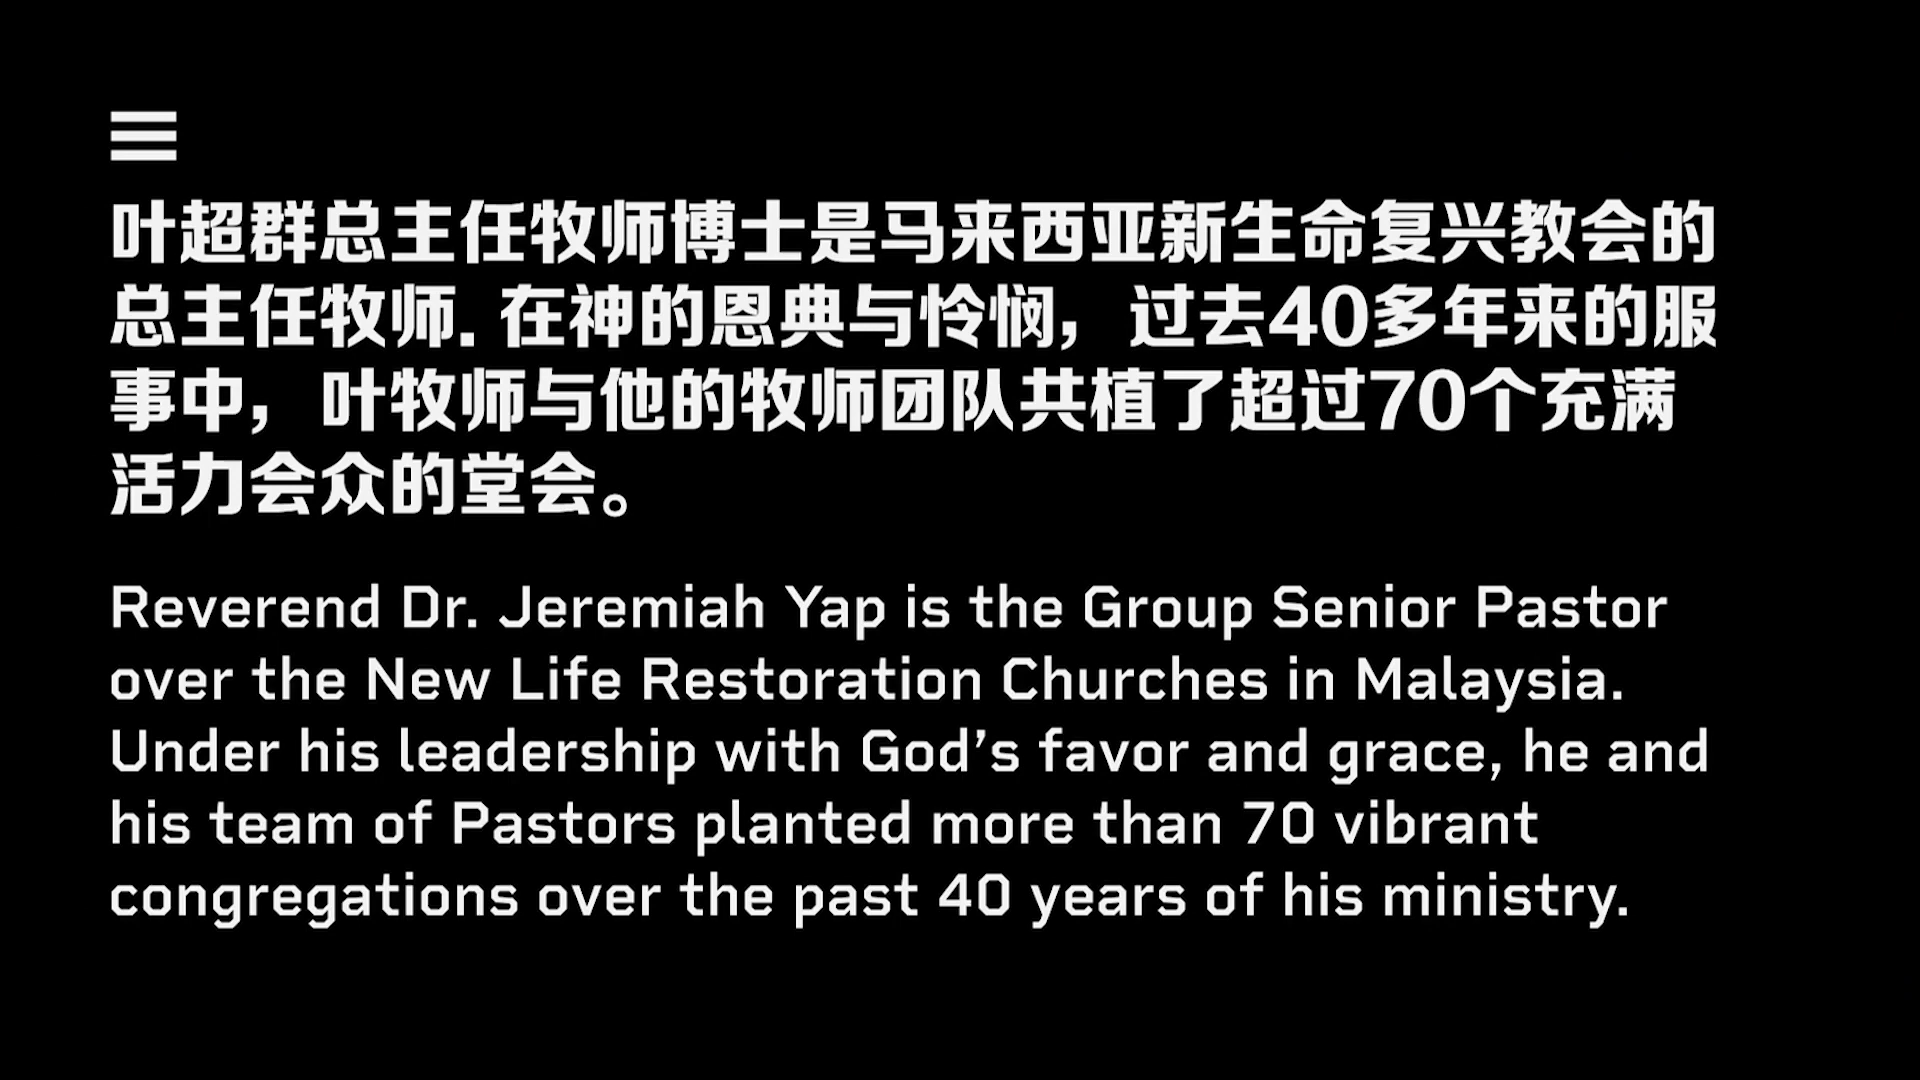 叶超群总主任牧师博士是马来西亚新生命复兴教会的
总主任牧师. 在神的恩典与怜悯，过去40多年来的服
事中，叶牧师与他的牧师团队共植了超过70个充满
活力会众的堂会。
Reverend Dr. Jeremiah Yap is the Group Senior Pastor
over the New Life Restoration Churches in Malaysia.
Under his leadership with God’s favor and grace, he and
his team of Pastors planted more than 70 vibrant
congregations over the past 40 years of his ministry.